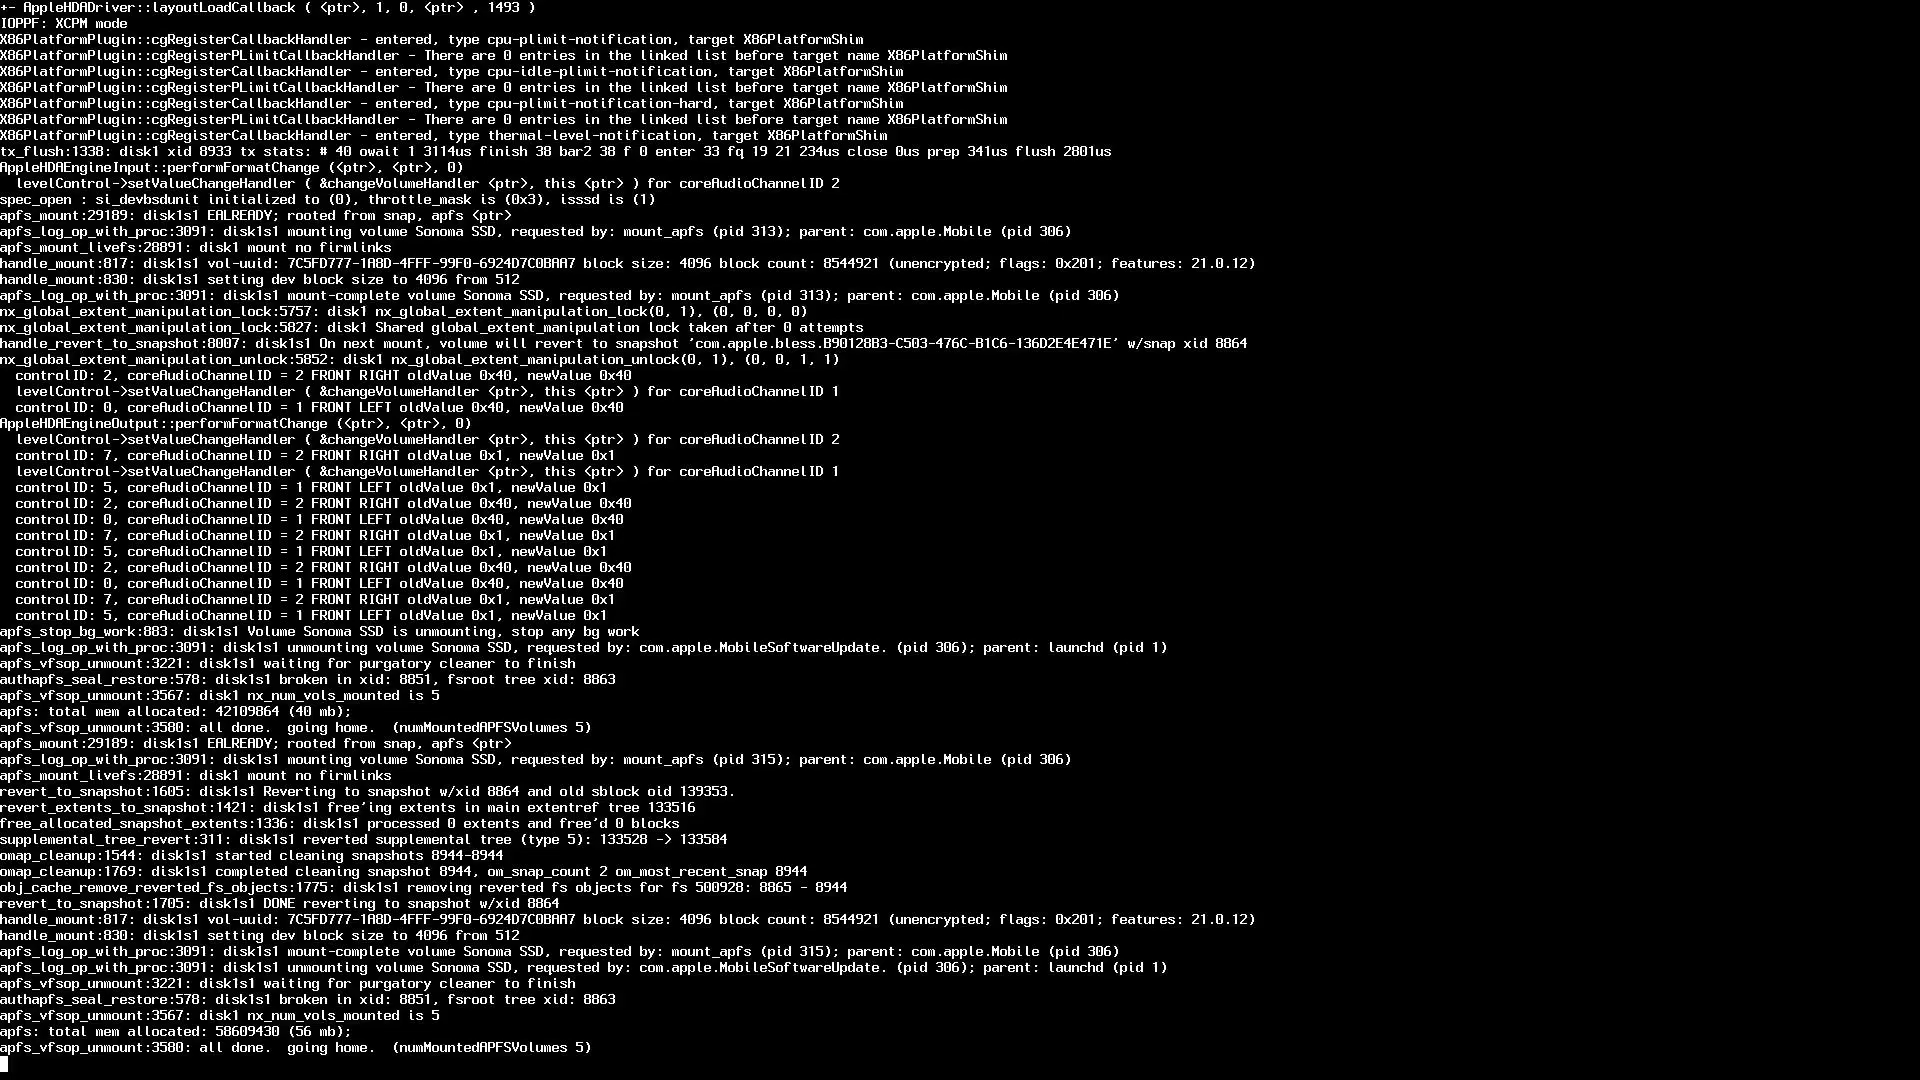 +- AppleHDADriver::layoutLoadCallback ( <ptr>, 1, 0, <ptr> , 1493 )
IOPPF: XCPM mode
X86PlatformPlugin::cgRegisterCallbackHandler - entered, type cpu-plimit-notification, target X86PlatformShim
X86PlatformPlugin::cgRegisterPLimitCallbackHandler - There are 0 entries in the linked list before target name X86PlatformShim
X86PlatformPlugin::cgRegisterCallbackHandler - entered, type cpu-idle-plimit-notification, target X86PlatformShim
X86PlatformPlugin::cgRegisterPLimitCallbackHandler - There are 0 entries in the linked list before target name X86PlatformShim
X86PlatformPlugin::cgRegisterCallbackHandler - entered, type cpu-plimit-notification-hard, target X86PlatformShim
X86PlatformPlugin::cgRegisterPLimitCallbackHandler - There are 0 entries in the linked list before target name X86PlatformShim
X86PlatformPlugin::cgRegisterCallbackHandler - entered, type thermal-level-notification, target X86PlatformShim
tx_flush:1338: disk1 xid 8933 tx stats: # 40 owait 1 3114us finish 38 bar2 38 f 0 enter 33 fq 19 21 234us close 0us prep 341us flush 2801us
AppleHDAEngineInput::performFormatChange (<ptr>, <ptr>, 0)
  levelControl->setValueChangeHandler ( &changeVolumeHandler <ptr>, this <ptr> ) for coreAudioChannelID 2
spec_open : si_devbsdunit initialized to (0), throttle_mask is (0x3), isssd is (1)
apfs_mount:29189: disk1s1 EALREADY; rooted from snap, apfs <ptr>
apfs_log_op_with_proc:3091: disk1s1 mounting volume Sonoma SSD, requested by: mount_apfs (pid 313); parent: com.apple.Mobile (pid 306)
apfs_mount_livefs:28891: disk1 mount no firmlinks
handle_mount:817: disk1s1 vol-uuid: 7C5FD777-1A8D-4FFF-99F0-6924D7C0BAA7 block size: 4096 block count: 8544921 (unencrypted; flags: 0x201; features: 21.0.12)
handle_mount:830: disk1s1 setting dev block size to 4096 from 512
apfs_log_op_with_proc:3091: disk1s1 mount-complete volume Sonoma SSD, requested by: mount_apfs (pid 313); parent: com.apple.Mobile (pid 306)
nx_global_extent_manipulation_lock:5757: disk1 nx_global_extent_manipulation_lock(0, 1), (0, 0, 0, 0)
nx_global_extent_manipulation_lock:5827: disk1 Shared global_extent_manipulation lock taken after 0 attempts
handle_revert_to_snapshot:8007: disk1s1 On next mount, volume will revert to snapshot 'com.apple.bless.B90128B3-C503-476C-B1C6-136D2E4E471E' w/snap xid 8864
nx_global_extent_manipulation_unlock:5852: disk1 nx_global_extent_manipulation_unlock(0, 1), (0, 0, 1, 1)
  controlID: 2, coreAudioChannelID = 2 FRONT RIGHT oldValue 0x40, newValue 0x40
  levelControl->setValueChangeHandler ( &changeVolumeHandler <ptr>, this <ptr> ) for coreAudioChannelID 1
  controlID: 0, coreAudioChannelID = 1 FRONT LEFT oldValue 0x40, newValue 0x40
AppleHDAEngineOutput::performFormatChange (<ptr>, <ptr>, 0)
  levelControl->setValueChangeHandler ( &changeVolumeHandler <ptr>, this <ptr> ) for coreAudioChannelID 2
  controlID: 7, coreAudioChannelID = 2 FRONT RIGHT oldValue 0x1, newValue 0x1
  levelControl->setValueChangeHandler ( &changeVolumeHandler <ptr>, this <ptr> ) for coreAudioChannelID 1
  controlID: 5, coreAudioChannelID = 1 FRONT LEFT oldValue 0x1, newValue 0x1
  controlID: 2, coreAudioChannelID = 2 FRONT RIGHT oldValue 0x40, newValue 0x40
  controlID: 0, coreAudioChannelID = 1 FRONT LEFT oldValue 0x40, newValue 0x40
  controlID: 7, coreAudioChannelID = 2 FRONT RIGHT oldValue 0x1, newValue 0x1
  controlID: 5, coreAudioChannelID = 1 FRONT LEFT oldValue 0x1, newValue 0x1
  controlID: 2, coreAudioChannelID = 2 FRONT RIGHT oldValue 0x40, newValue 0x40
  controlID: 0, coreAudioChannelID = 1 FRONT LEFT oldValue 0x40, newValue 0x40
  controlID: 7, coreAudioChannelID = 2 FRONT RIGHT oldValue 0x1, newValue 0x1
  controlID: 5, coreAudioChannelID = 1 FRONT LEFT oldValue 0x1, newValue 0x1
apfs_stop_bg_work:883: disk1s1 Volume Sonoma SSD is unmounting, stop any bg work
apfs_log_op_with_proc:3091: disk1s1 unmounting volume Sonoma SSD, requested by: com.apple.MobileSoftwareUpdate. (pid 306); parent: launchd (pid 1)
apfs_vfsop_unmount:3221: disk1s1 waiting for purgatory cleaner to finish
authapfs_seal_restore:578: disk1s1 broken in xid: 8851, fsroot tree xid: 8863
apfs_vfsop_unmount:3567: disk1 nx_num_vols_mounted is 5
apfs: total mem allocated: 42109864 (40 mb);
apfs_vfsop_unmount:3580: all done.  going home.  (numMountedAPFSVolumes 5)
apfs_mount:29189: disk1s1 EALREADY; rooted from snap, apfs <ptr>
apfs_log_op_with_proc:3091: disk1s1 mounting volume Sonoma SSD, requested by: mount_apfs (pid 315); parent: com.apple.Mobile (pid 306)
apfs_mount_livefs:28891: disk1 mount no firmlinks
revert_to_snapshot:1605: disk1s1 Reverting to snapshot w/xid 8864 and old sblock oid 139353.
revert_extents_to_snapshot:1421: disk1s1 free'ing extents in main extentref tree 133516
free_allocated_snapshot_extents:1336: disk1s1 processed 0 extents and free'd 0 blocks
supplemental_tree_revert:311: disk1s1 reverted supplemental tree (type 5): 133528 -> 133584
omap_cleanup:1544: disk1s1 started cleaning snapshots 8944-8944
omap_cleanup:1769: disk1s1 completed cleaning snapshot 8944, om_snap_count 2 om_most_recent_snap 8944
obj_cache_remove_reverted_fs_objects:1775: disk1s1 removing reverted fs objects for fs 500928: 8865 - 8944
revert_to_snapshot:1705: disk1s1 DONE reverting to snapshot w/xid 8864
handle_mount:817: disk1s1 vol-uuid: 7C5FD777-1A8D-4FFF-99F0-6924D7C0BAA7 block size: 4096 block count: 8544921 (unencrypted; flags: 0x201; features: 21.0.12)
handle_mount:830: disk1s1 setting dev block size to 4096 from 512
apfs_log_op_with_proc:3091: disk1s1 mount-complete volume Sonoma SSD, requested by: mount_apfs (pid 315); parent: com.apple.Mobile (pid 306)
apfs_log_op_with_proc:3091: disk1s1 unmounting volume Sonoma SSD, requested by: com.apple.MobileSoftwareUpdate. (pid 306); parent: launchd (pid 1)
apfs_vfsop_unmount:3221: disk1s1 waiting for purgatory cleaner to finish
authapfs_seal_restore:578: disk1s1 broken in xid: 8851, fsroot tree xid: 8863
apfs_vfsop_unmount:3567: disk1 nx_num_vols_mounted is 5
apfs: total mem allocated: 58609430 (56 mb);
apfs_vfsop_unmount:3580: all done.  going home.  (numMountedAPFSVolumes 5)